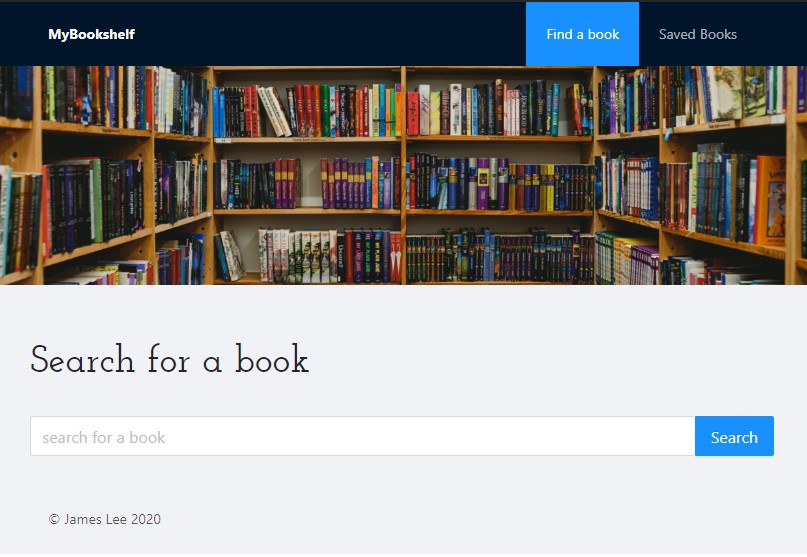 MyBookshelf
Find a book
Saved Books
Search for a book
search for a book
Search
© James Lee 2020